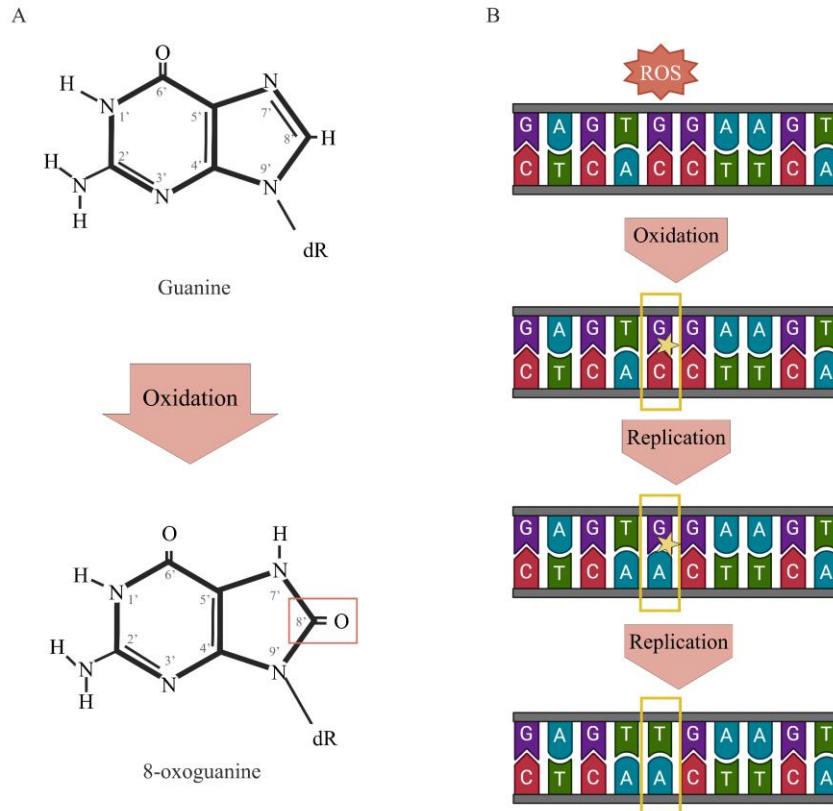 A
O
H
6'
N
N
1'
5'
7'
8'
H
H
2'
4'
9'
N
3'
N
N
H
dR
Guanine
Oxidation
O
H
6'
H
N
N
1'
5'
7'
8'
O
H
2'
4'
9'
N
3'
N
N
H
dR
8-oxoguanine
B
ROS
G A G T G G A A G T
C T C A C C T T C A
Oxidation
G A G T G G A A G T
C T C A C C T T C A
Replication
G A G T G G A A G T
C T C A A C T T C A
Replication
G A G T T G A A G T
C T C A A C T T C A